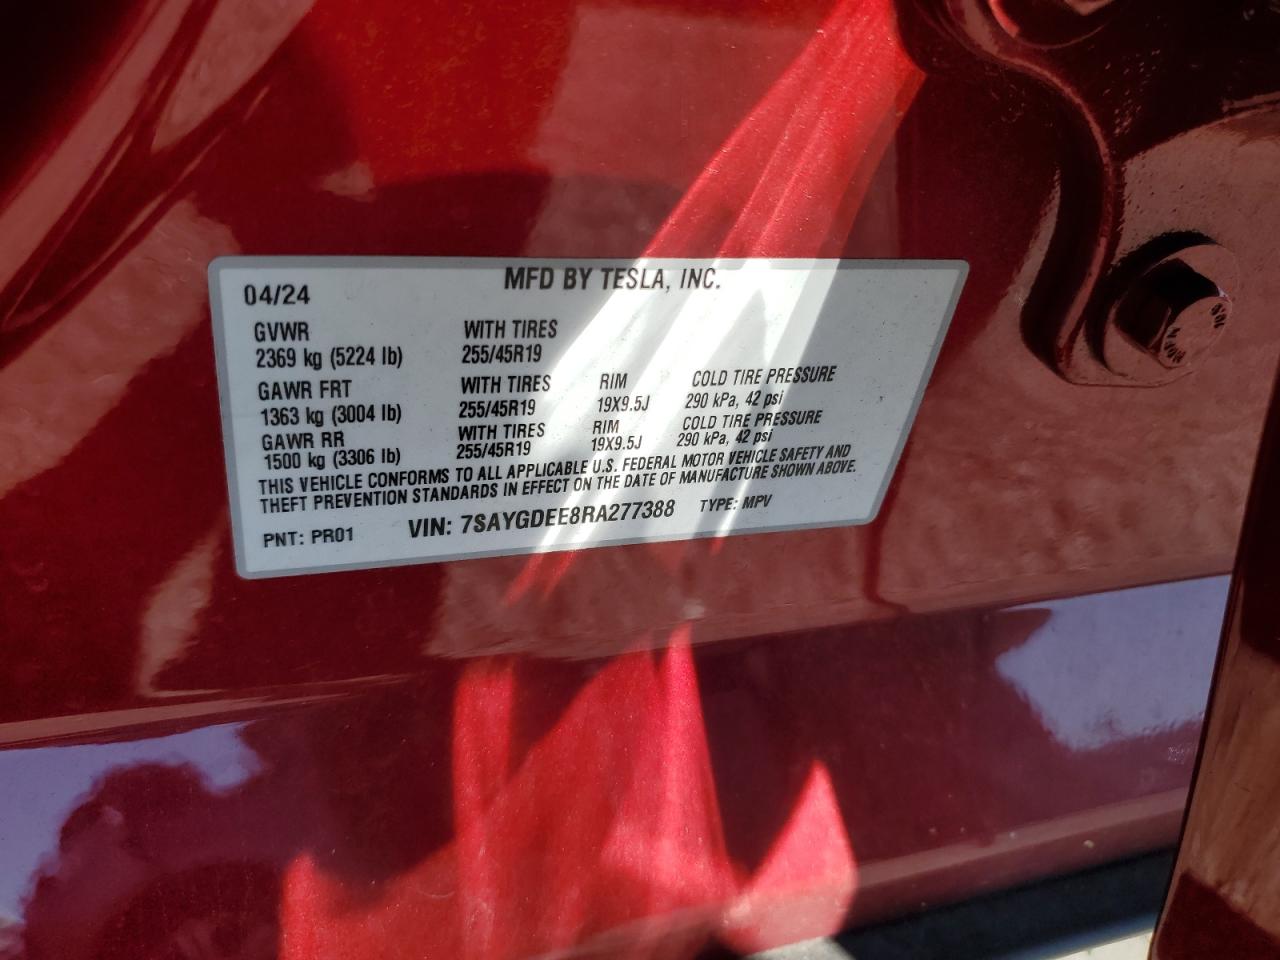 MFD BY TESLA, INC.
04/24
GVWR WITH TIRES
2369 kg (5224 lb) 255/45R19
GAWR FRT WITH TIRES RIM COLD TIRE PRESSURE
1363 kg (3004 lb) 255/45R19 19X9.5J 290 kPa, 42 psi
GAWR RR WITH TIRES RIM COLD TIRE PRESSURE
1500 kg (3306 lb) 255/45R19 19X9.5J 290 kPa, 42 psi
THIS VEHICLE CONFORMS TO ALL APPLICABLE U.S. FEDERAL MOTOR VEHICLE SAFETY AND
THEFT PREVENTION STANDARDS IN EFFECT ON THE DATE OF MANUFACTURE SHOWN ABOVE.
PNT: PR01 VIN: 7SAYGDEE8RA277388 TYPE: MPV